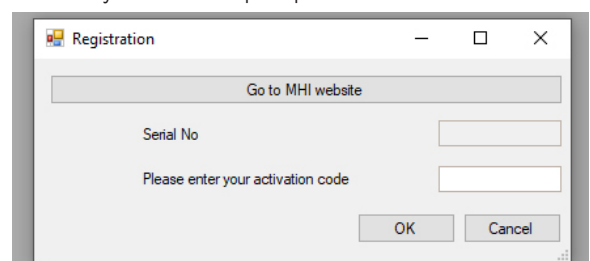 Registration
Go to MHI website
Serial No
Please enter your activation code
OK Cancel